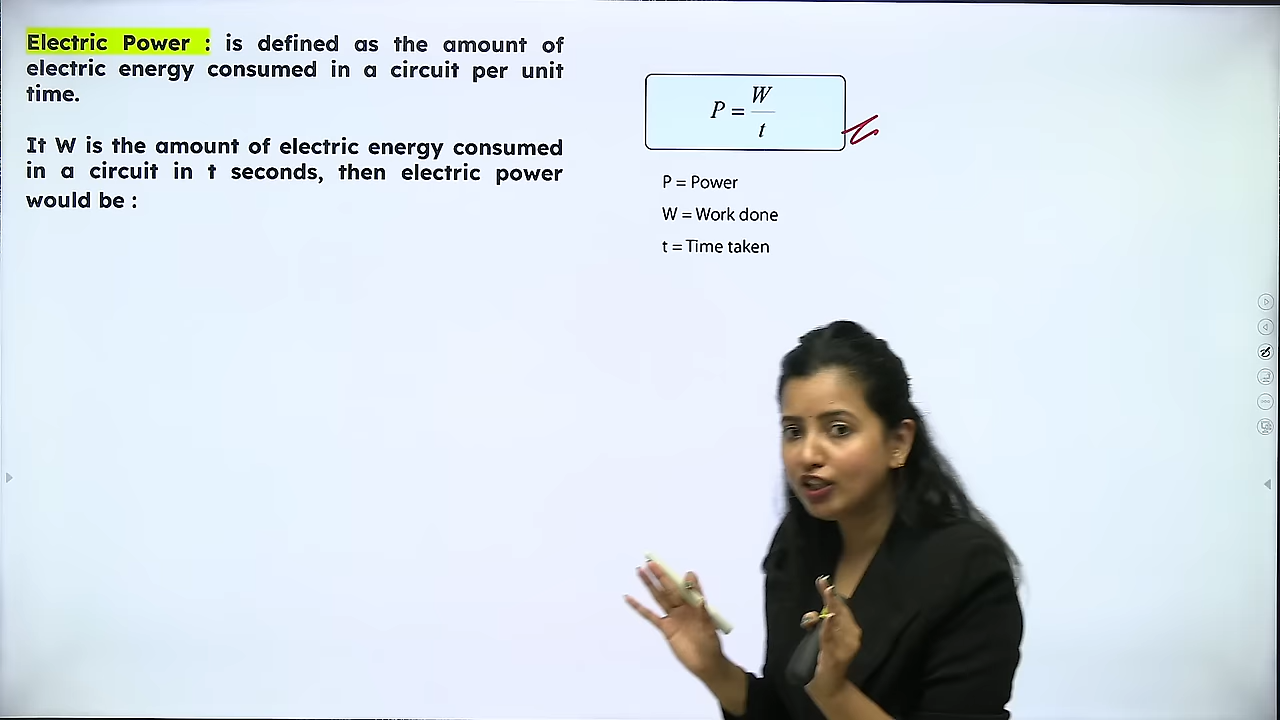 Electric Power : is defined as the amount of
electric energy consumed in a circuit per unit
time.
It W is the amount of electric energy consumed
in a circuit in t seconds, then electric power
would be :
P = W
t
P = Power
W = Work done
t = Time taken